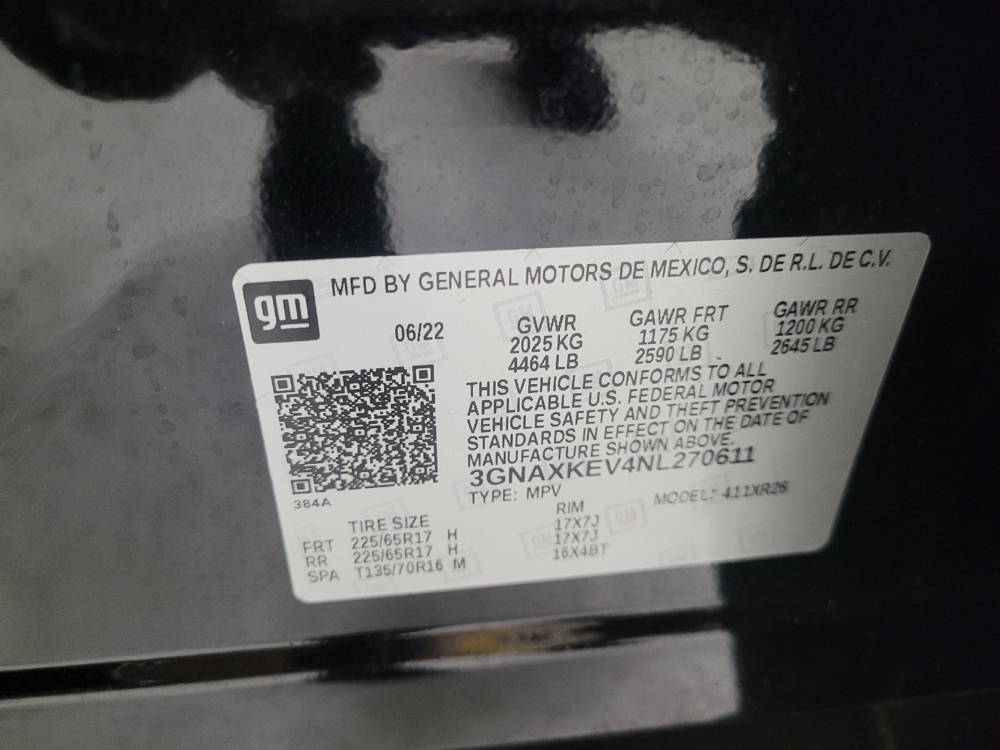 gm
MFD BY GENERAL MOTORS DE MEXICO, S. DE R.L. DE C.V.
06/22
GVWR
2025 KG
4464 LB
GAWR FRT
1175 KG
2590 LB
GAWR RR
1200 KG
2645 LB
THIS VEHICLE CONFORMS TO ALL
APPLICABLE U.S. FEDERAL MOTOR
VEHICLE SAFETY AND THEFT PREVENTION
STANDARDS IN EFFECT ON THE DATE OF
MANUFACTURE SHOWN ABOVE.
3GNAXKEV4NL270611
TYPE: MPV MODEL: 411XR26
384A
TIRE SIZE RIM
FRT 225/65R17 H 17X7J
RR 225/65R17 H 17X7J
SPA T135/70R16 M 16X4BT